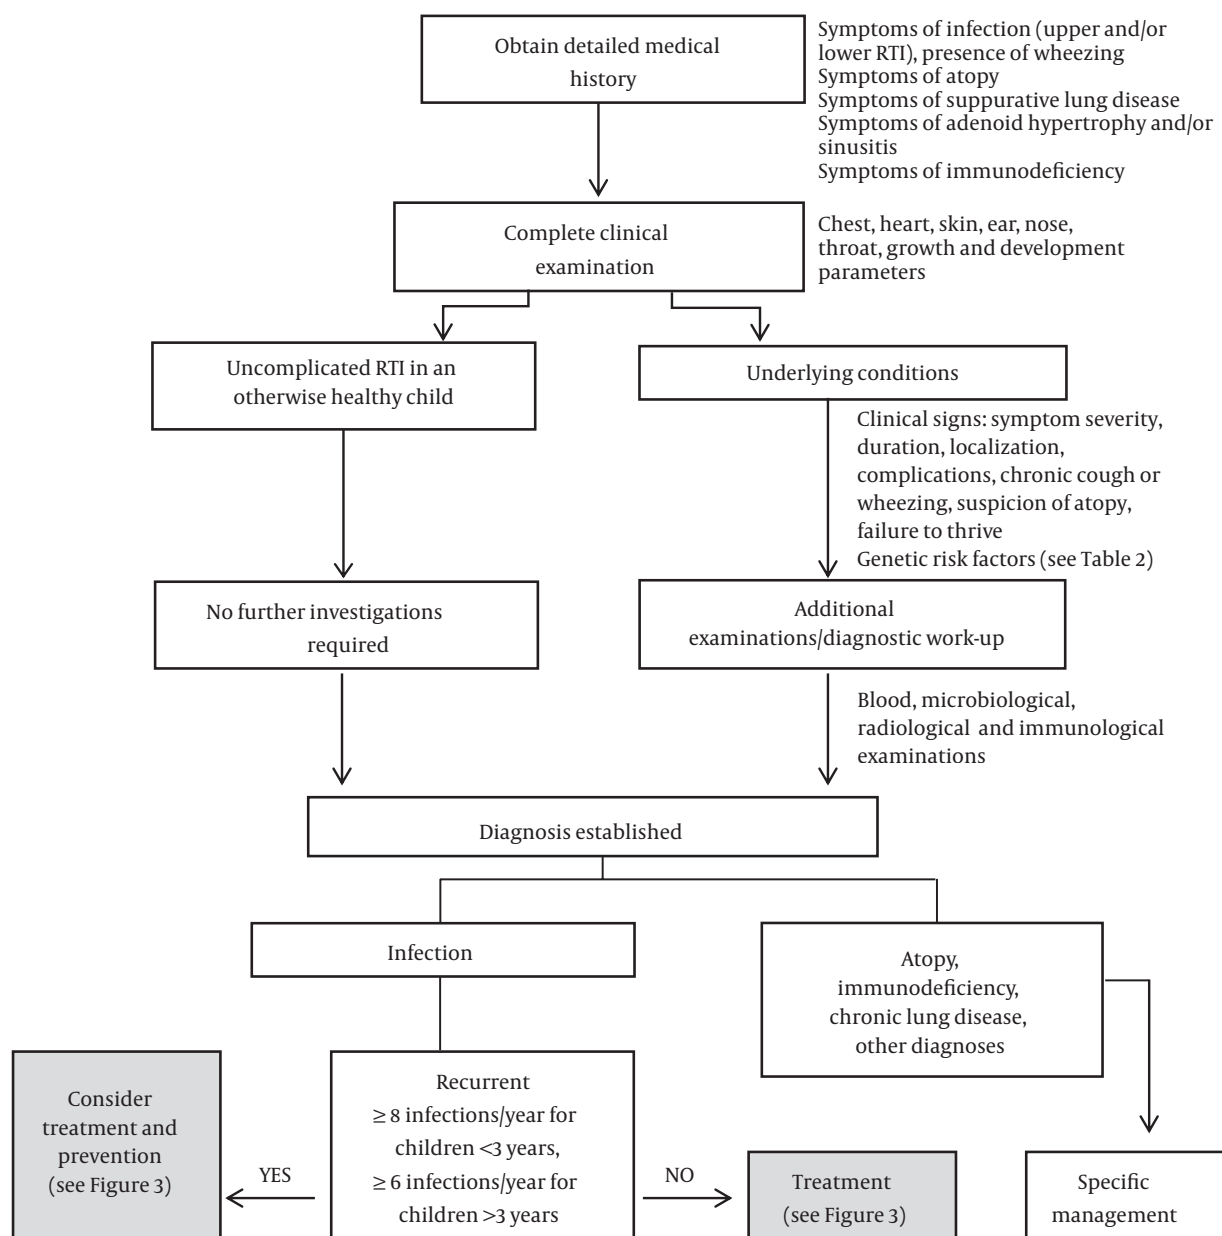 Obtain detailed medical
history
Symptoms of infection (upper and/or
lower RTI), presence of wheezing
Symptoms of atopy
Symptoms of suppurative lung disease
Symptoms of adenoid hypertrophy and/or
sinusitis
Symptoms of immunodeficiency
Complete clinical
examination
Chest, heart, skin, ear, nose,
throat, growth and development
parameters
Uncomplicated RTI in an
otherwise healthy child
Underlying conditions
Clinical signs: symptom severity,
duration, localization,
complications, chronic cough or
wheezing, suspicion of atopy,
failure to thrive
Genetic risk factors (see Table 2)
No further investigations
required
Additional
examinations/diagnostic work-up
Blood, microbiological,
radiological and immunological
examinations
Diagnosis established
Infection
Atopy,
immunodeficiency,
chronic lung disease,
other diagnoses
Consider
treatment and
prevention
(see Figure 3)
YES
Recurrent
≥ 8 infections/year for
children <3 years,
≥ 6 infections/year for
children >3 years
NO
Treatment
(see Figure 3)
Specific
management